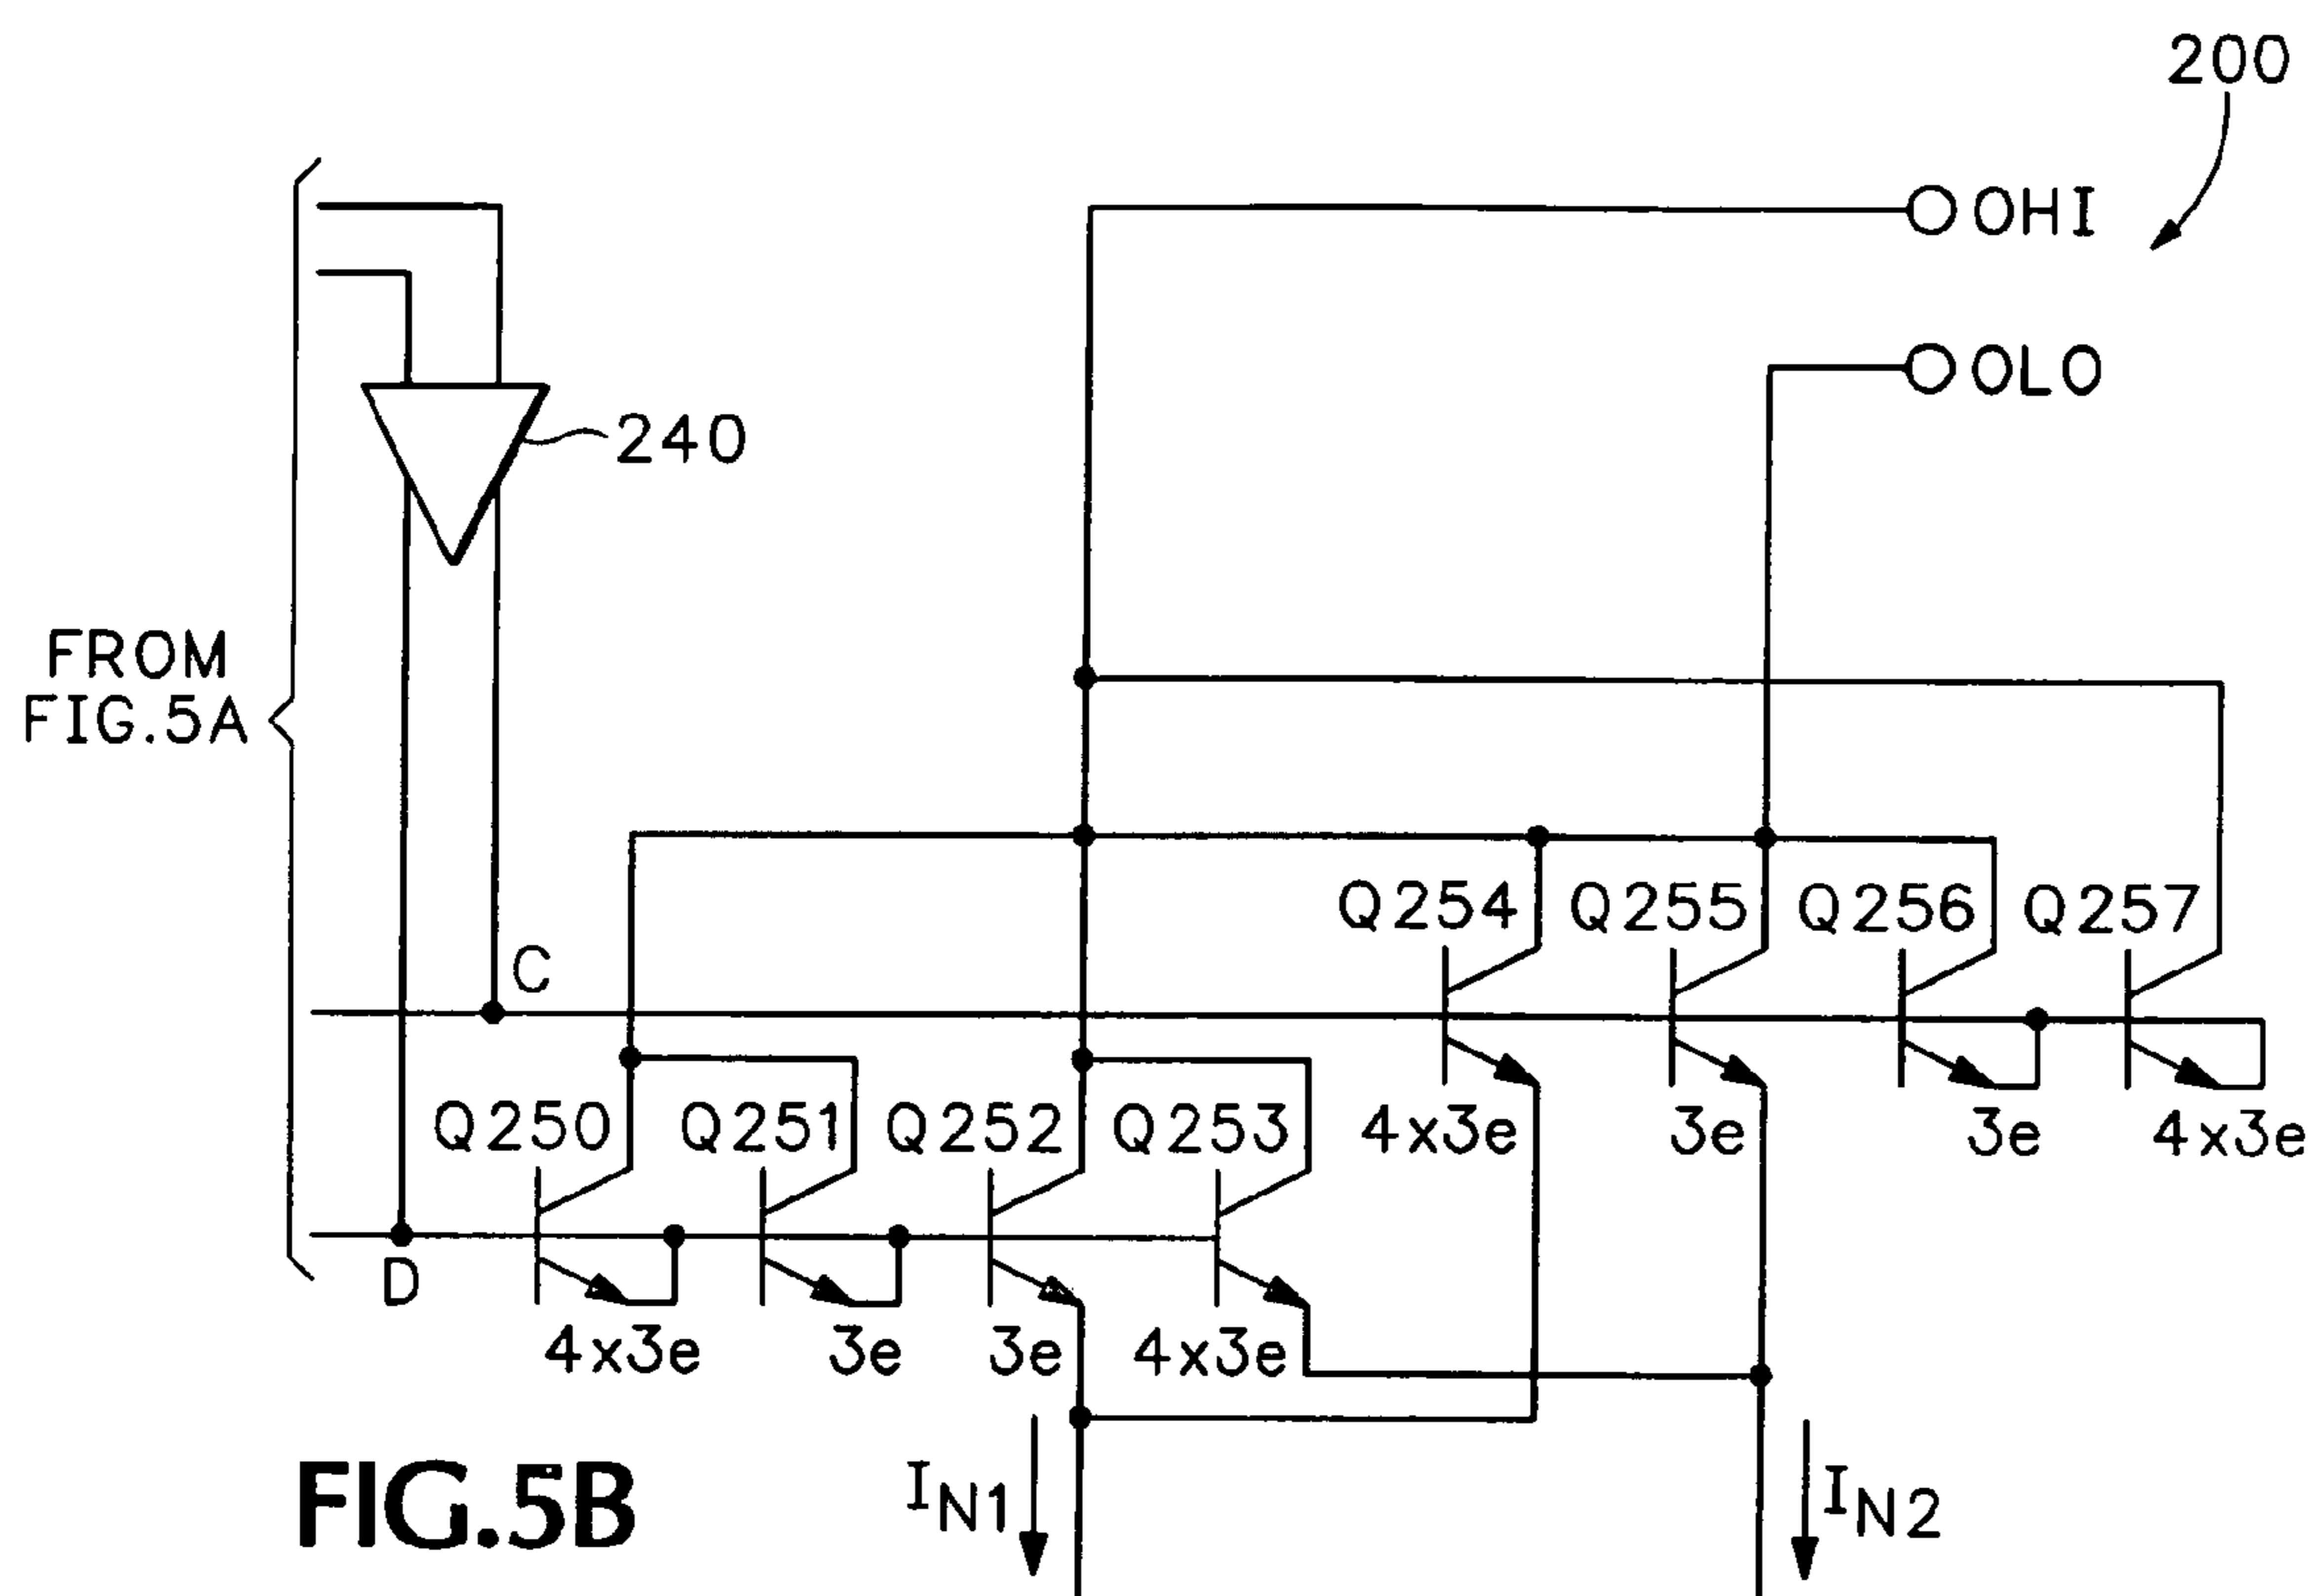 200
OHI
OLO
240
FROM
FIG.5A
Q254 Q255 Q256 Q257
C
Q250 Q251 Q252 Q253
4x3e 3e 3e 4x3e
D
4x3e 3e 3e 4x3e
IN1 IN2
FIG.5B